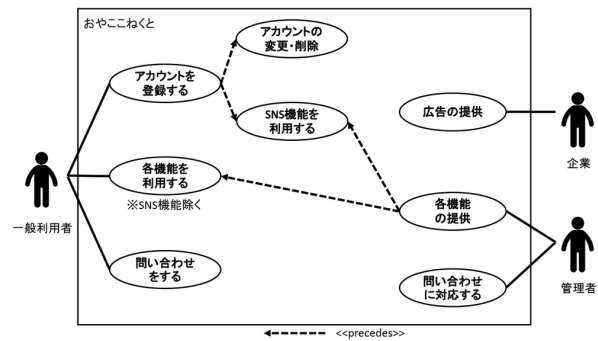 おやここねくと
アカウントの
変更・削除
アカウントを
登録する
SNS機能を
利用する
広告の提供
企業
各機能を
利用する
※SNS機能除く
一般利用者
各機能
の提供
問い合わせ
をする
問い合わせ
に対応する
管理者
<<precedes>>